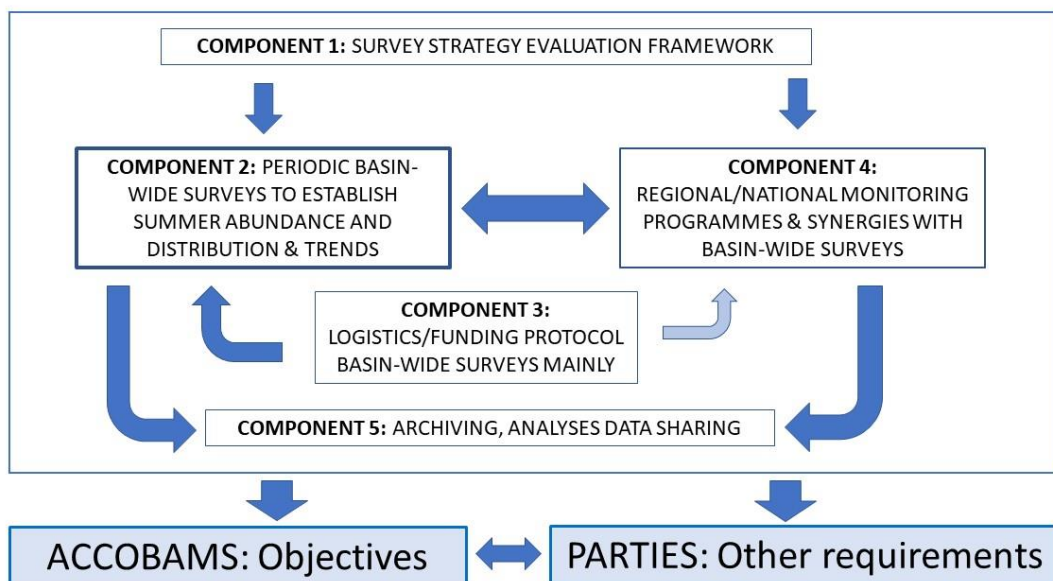 COMPONENT 1: SURVEY STRATEGY EVALUATION FRAMEWORK
COMPONENT 2: PERIODIC BASIN-
WIDE SURVEYS TO ESTABLISH
SUMMER ABUNDANCE AND
DISTRIBUTION & TRENDS
COMPONENT 4:
REGIONAL/NATIONAL MONITORING
PROGRAMMES & SYNERGIES WITH
BASIN-WIDE SURVEYS
COMPONENT 3:
LOGISTICS/FUNDING PROTOCOL
BASIN-WIDE SURVEYS MAINLY
COMPONENT 5: ARCHIVING, ANALYSES DATA SHARING
ACCOBAMS: Objectives
PARTIES: Other requirements